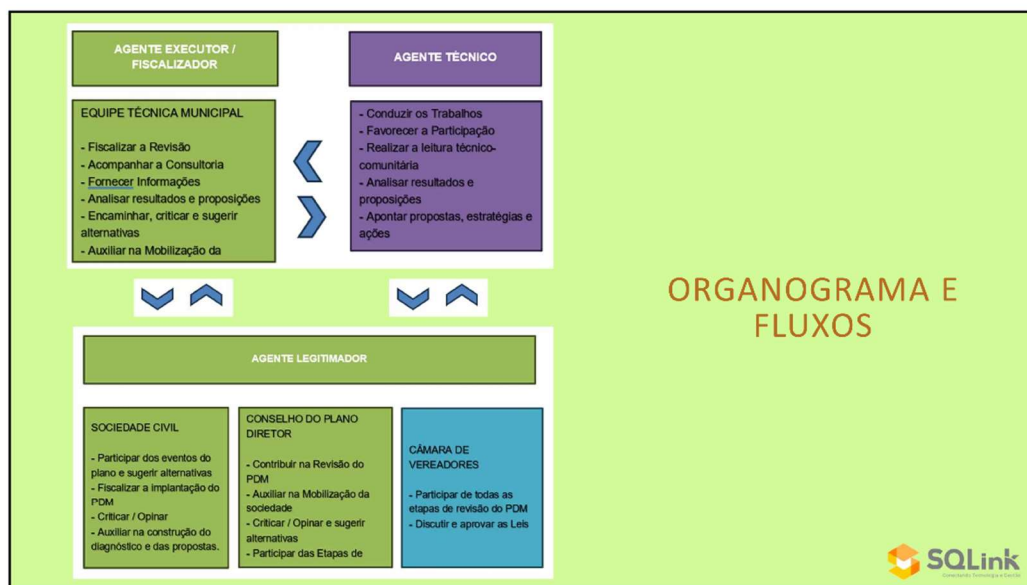 AGENTE EXECUTOR /
FISCALIZADOR
EQUIPE TÉCNICA MUNICIPAL
- Fiscalizar a Revisão
- Acompanhar a Consultoria
- Fornecer Informações
- Analisar resultados e proposições
- Encaminhar, criticar e sugerir
alternativas
- Auxiliar na Mobilização da
AGENTE TÉCNICO
- Conduzir os Trabalhos
- Favorecer a Participação
- Realizar a leitura técnico-
comunitária
- Analisar resultados e
proposições
- Apontar propostas, estratégias e
ações
AGENTE LEGITIMADOR
SOCIEDADE CIVIL
- Participar dos eventos do
plano e sugerir alternativas
- Fiscalizar a implantação do
PDM
- Criticar / Opinar
- Auxiliar na construção do
diagnóstico e das propostas.
CONSELHO DO PLANO
DIRETOR
- Contribuir na Revisão do
PDM
- Auxiliar na Mobilização da
sociedade
- Criticar / Opinar e sugerir
alternativas
- Participar das Etapas de
CÂMARA DE
VEREADORES
- Participar de todas as
etapas de revisão do PDM
- Discutir e aprovar as Leis
ORGANOGRAMA E
FLUXOS
SQLink